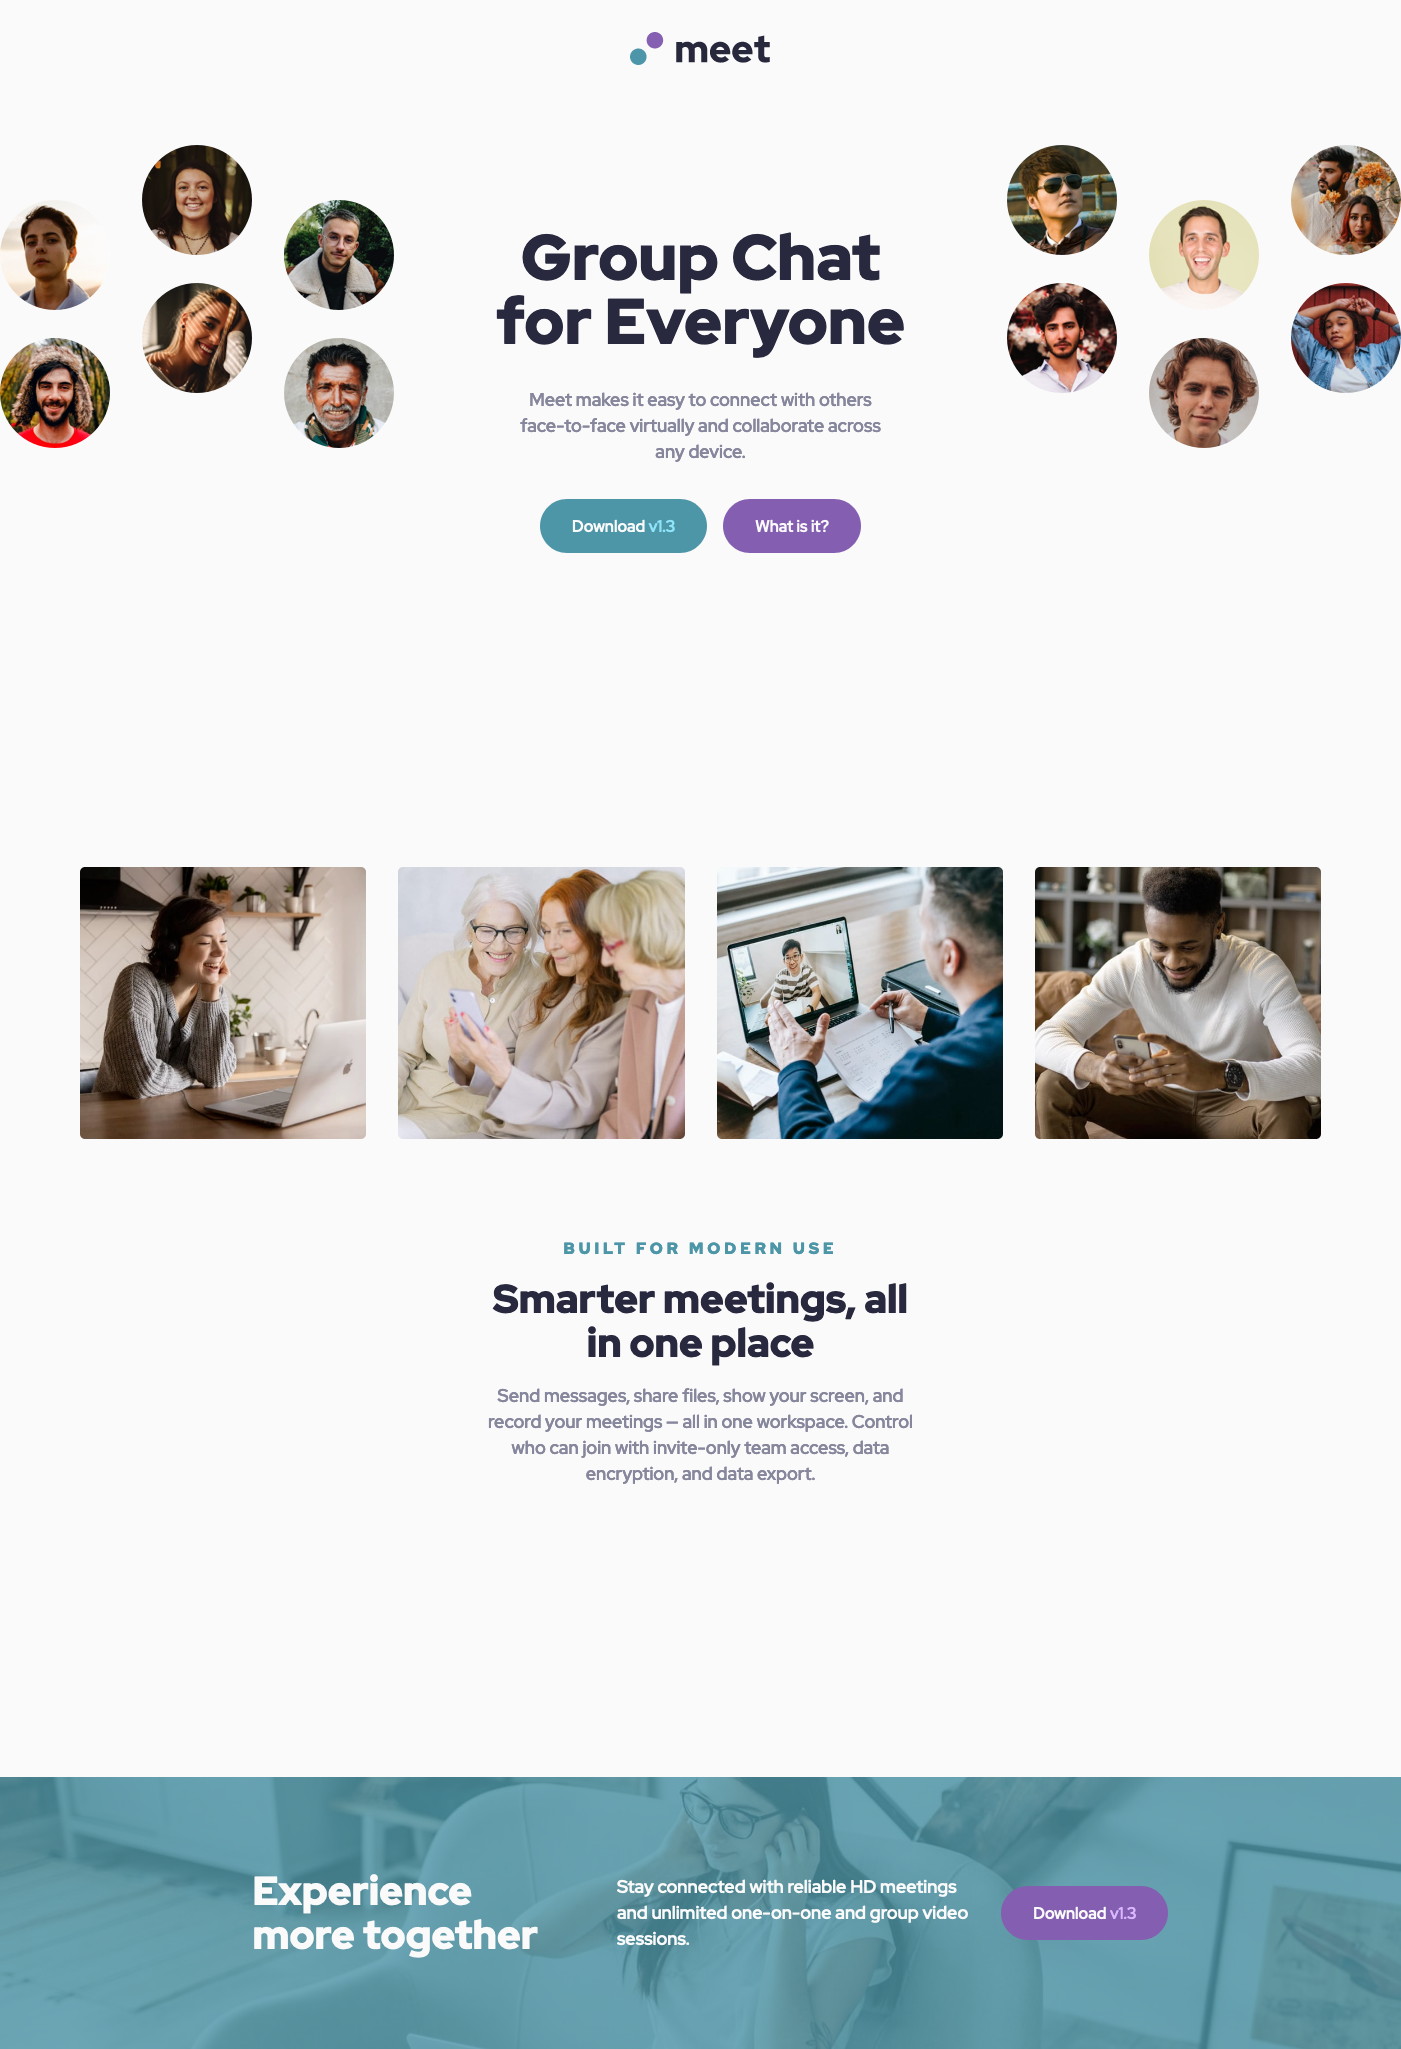 meet
Group Chat
for Everyone
Meet makes it easy to connect with others
face-to-face virtually and collaborate across
any device.
Download v1.3
What is it?
BUILT FOR MODERN USE
Smarter meetings, all
in one place
Send messages, share files, show your screen, and
record your meetings — all in one workspace. Control
who can join with invite-only team access, data
encryption, and data export.
Experience
more together
Stay connected with reliable HD meetings
and unlimited one-on-one and group video
sessions.
Download v1.3